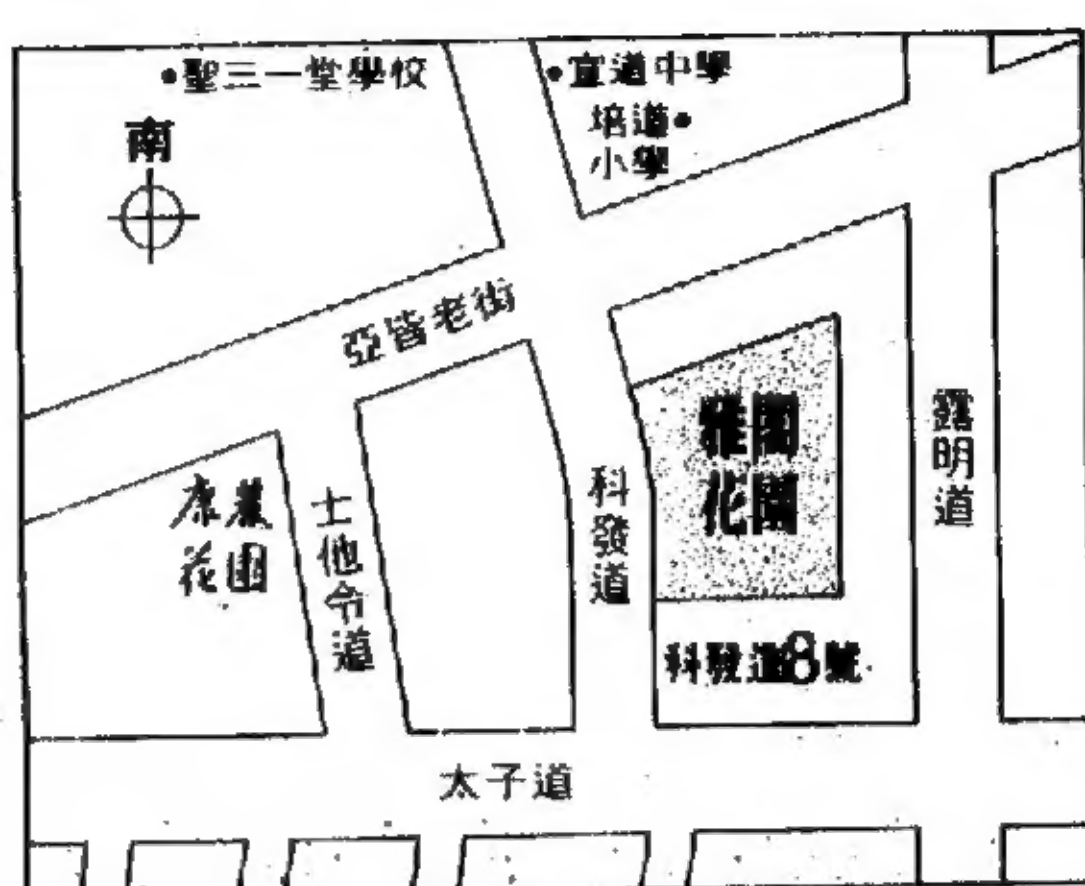 聖三一堂學校
宣道中學
培道
小學
南
亞皆老街
雅閣
花園
露明道
科發道
康農
花園
士他令道
科發道8號
太子道